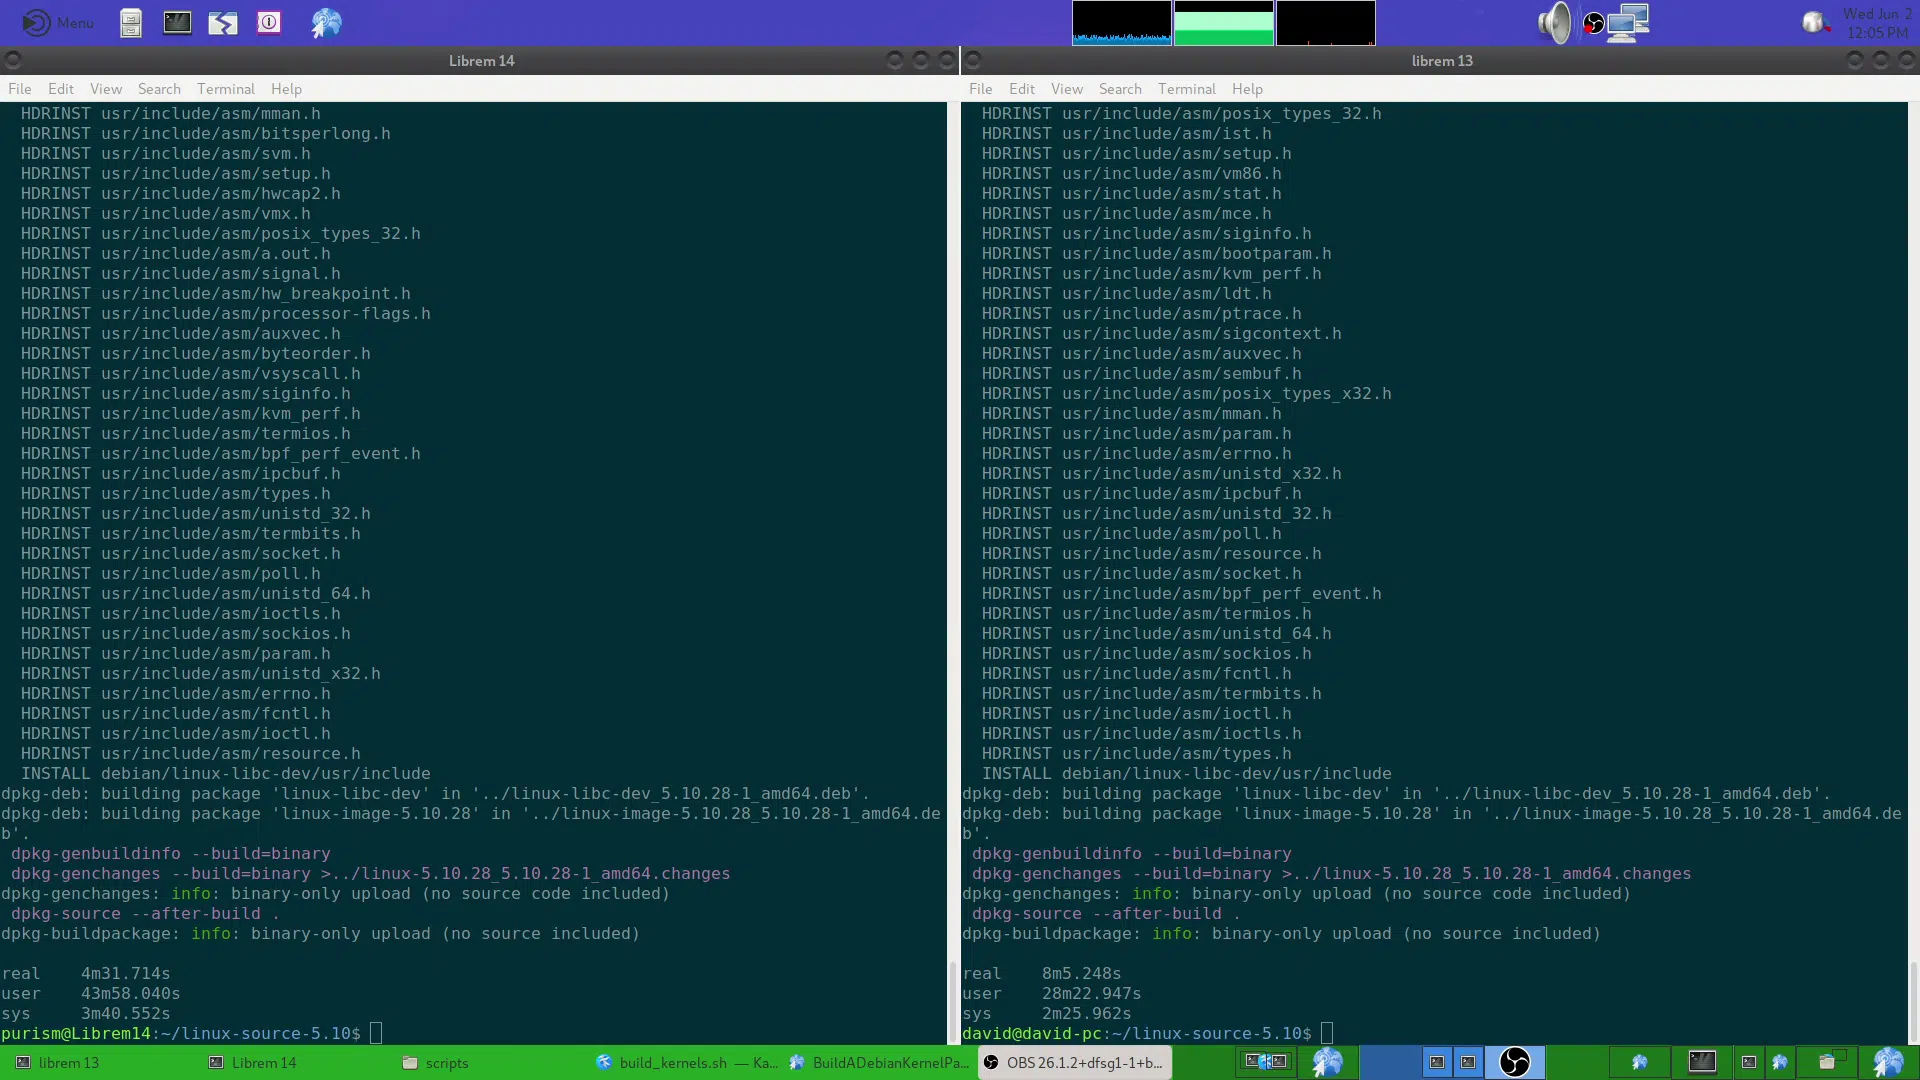 Menu
Wed Jun 2
12:05 PM
Librem 14
File Edit View Search Terminal Help
HDRINST usr/include/asm/mman.h
HDRINST usr/include/asm/bitsperlong.h
HDRINST usr/include/asm/svm.h
HDRINST usr/include/asm/setup.h
HDRINST usr/include/asm/hwcap2.h
HDRINST usr/include/asm/vmx.h
HDRINST usr/include/asm/posix_types_32.h
HDRINST usr/include/asm/a.out.h
HDRINST usr/include/asm/signal.h
HDRINST usr/include/asm/hw_breakpoint.h
HDRINST usr/include/asm/processor-flags.h
HDRINST usr/include/asm/auxvec.h
HDRINST usr/include/asm/byteorder.h
HDRINST usr/include/asm/vsyscall.h
HDRINST usr/include/asm/siginfo.h
HDRINST usr/include/asm/kvm_perf.h
HDRINST usr/include/asm/termios.h
HDRINST usr/include/asm/bpf_perf_event.h
HDRINST usr/include/asm/ipcbuf.h
HDRINST usr/include/asm/types.h
HDRINST usr/include/asm/unistd_32.h
HDRINST usr/include/asm/termbits.h
HDRINST usr/include/asm/socket.h
HDRINST usr/include/asm/poll.h
HDRINST usr/include/asm/unistd_64.h
HDRINST usr/include/asm/ioctls.h
HDRINST usr/include/asm/sockios.h
HDRINST usr/include/asm/param.h
HDRINST usr/include/asm/unistd_x32.h
HDRINST usr/include/asm/errno.h
HDRINST usr/include/asm/fcntl.h
HDRINST usr/include/asm/ioctl.h
HDRINST usr/include/asm/resource.h
INSTALL debian/linux-libc-dev/usr/include
dpkg-deb: building package 'linux-libc-dev' in '../linux-libc-dev_5.10.28-1_amd64.deb'.
dpkg-deb: building package 'linux-image-5.10.28' in '../linux-image-5.10.28_5.10.28-1_amd64.de
b'.
dpkg-genbuildinfo --build=binary
dpkg-genchanges --build=binary >../linux-5.10.28_5.10.28-1_amd64.changes
dpkg-genchanges: info: binary-only upload (no source code included)
dpkg-source --after-build .
dpkg-buildpackage: info: binary-only upload (no source included)
real 4m31.714s
user 43m58.040s
sys 3m40.552s
purism@Librem14:~/linux-source-5.10$
librem 13
File Edit View Search Terminal Help
HDRINST usr/include/asm/posix_types_32.h
HDRINST usr/include/asm/ist.h
HDRINST usr/include/asm/setup.h
HDRINST usr/include/asm/vm86.h
HDRINST usr/include/asm/stat.h
HDRINST usr/include/asm/mce.h
HDRINST usr/include/asm/siginfo.h
HDRINST usr/include/asm/bootparam.h
HDRINST usr/include/asm/kvm_perf.h
HDRINST usr/include/asm/ldt.h
HDRINST usr/include/asm/ptrace.h
HDRINST usr/include/asm/sigcontext.h
HDRINST usr/include/asm/auxvec.h
HDRINST usr/include/asm/sembuf.h
HDRINST usr/include/asm/posix_types_x32.h
HDRINST usr/include/asm/mman.h
HDRINST usr/include/asm/param.h
HDRINST usr/include/asm/errno.h
HDRINST usr/include/asm/unistd_x32.h
HDRINST usr/include/asm/ipcbuf.h
HDRINST usr/include/asm/unistd_32.h
HDRINST usr/include/asm/poll.h
HDRINST usr/include/asm/resource.h
HDRINST usr/include/asm/socket.h
HDRINST usr/include/asm/bpf_perf_event.h
HDRINST usr/include/asm/termios.h
HDRINST usr/include/asm/unistd_64.h
HDRINST usr/include/asm/sockios.h
HDRINST usr/include/asm/fcntl.h
HDRINST usr/include/asm/termbits.h
HDRINST usr/include/asm/ioctl.h
HDRINST usr/include/asm/ioctls.h
HDRINST usr/include/asm/types.h
INSTALL debian/linux-libc-dev/usr/include
dpkg-deb: building package 'linux-libc-dev' in '../linux-libc-dev_5.10.28-1_amd64.deb'.
dpkg-deb: building package 'linux-image-5.10.28' in '../linux-image-5.10.28_5.10.28-1_amd64.de
b'.
dpkg-genbuildinfo --build=binary
dpkg-genchanges --build=binary >../linux-5.10.28_5.10.28-1_amd64.changes
dpkg-genchanges: info: binary-only upload (no source code included)
dpkg-source --after-build .
dpkg-buildpackage: info: binary-only upload (no source included)
real 8m5.248s
user 28m22.947s
sys 2m25.962s
david@david-pc:~/linux-source-5.10$
librem 13
Librem 14
scripts
build_kernels.sh — Ka...
BuildADebianKernelPa...
OBS 26.1.2+dfsg1-1+b...